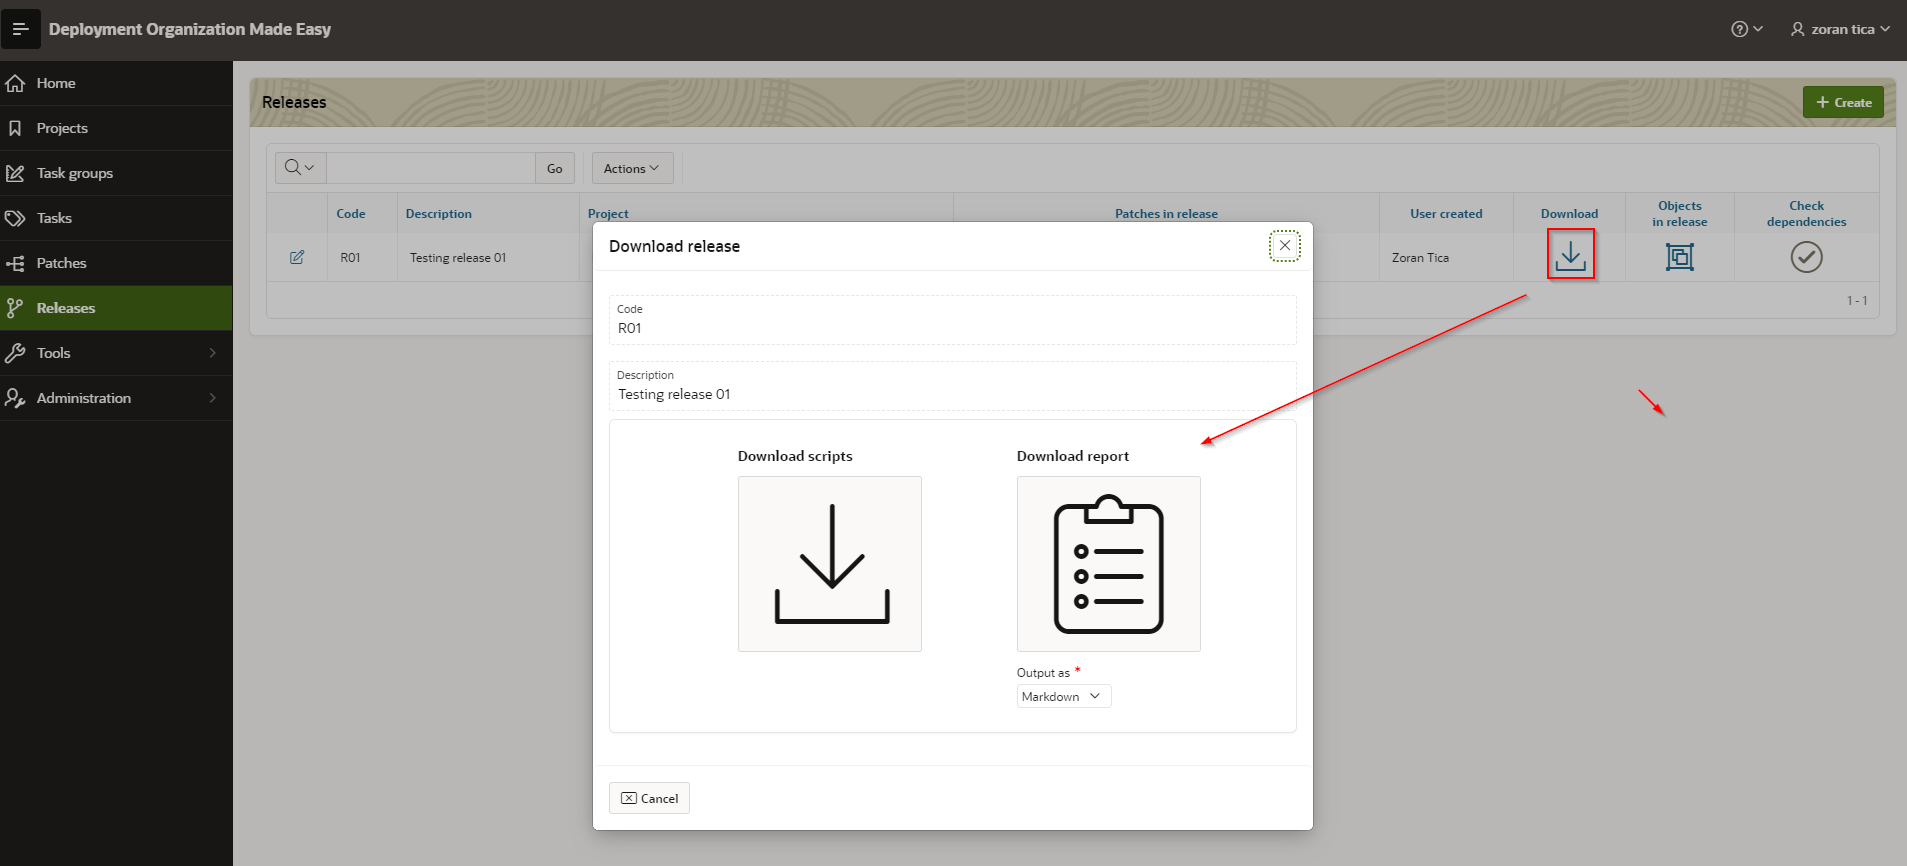 Deployment Organization Made Easy
zoran tica
Home
Projects
Task groups
Tasks
Patches
Releases
Tools
Administration
Releases
Create
Go
Actions
Code
Description
Project
Patches in release
User created
Download
Objects
in release
Check
dependencies
R01
Testing release 01
Zoran Tica
1 - 1
Download release
Code
R01
Description
Testing release 01
Download scripts
Download report
Output as *
Markdown
Cancel